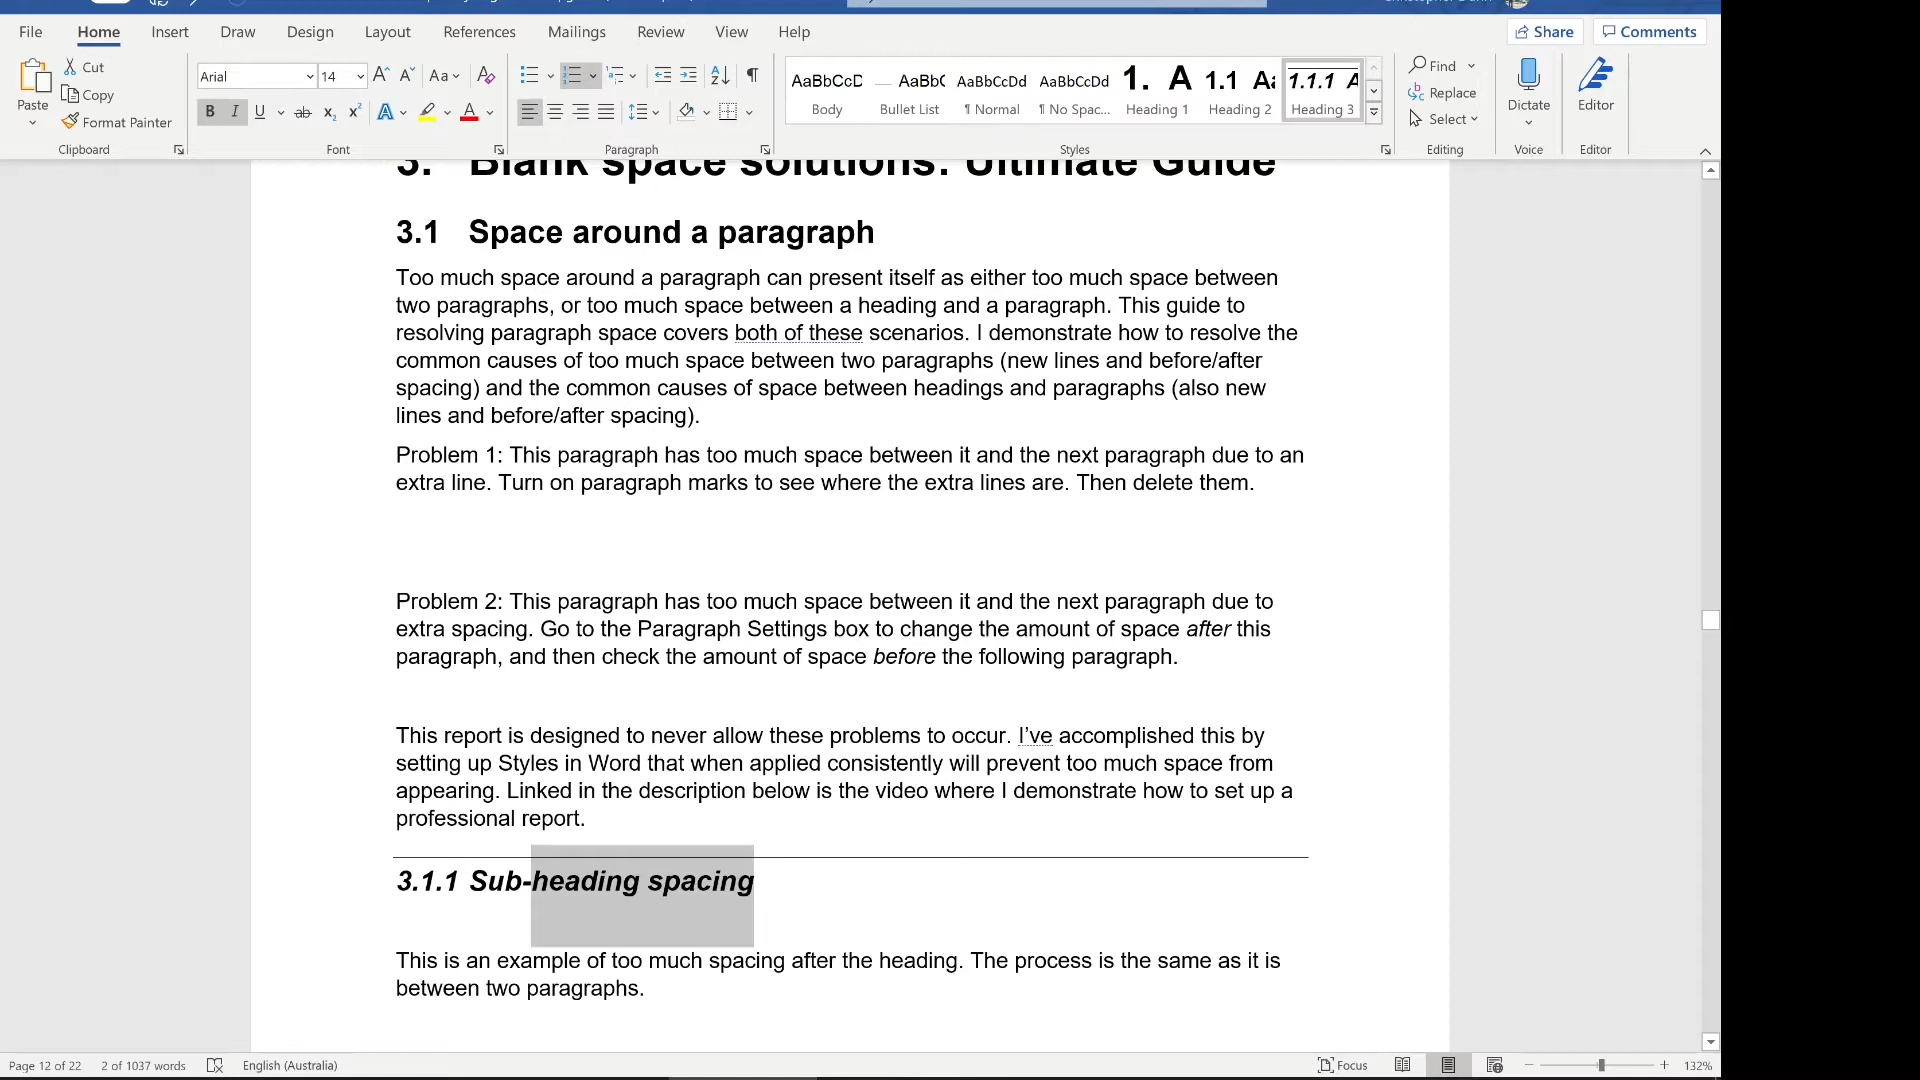 File Home Insert Draw Design Layout References Mailings Review View Help Share Comments
Paste
Cut
Copy
Format Painter
Clipboard
Arial 14
Aa
B I U ab x₂ x² A A
Font
Paragraph
AaBbCcD AaBbC AaBbCcDd AaBbCcDd 1. A 1.1 Aa 1.1.1 A
Body Bullet List ¶ Normal ¶ No Spac... Heading 1 Heading 2 Heading 3
Styles
Find
Replace
Select
Editing
Dictate
Voice
Editor
Editor
3. Blank space solutions: Ultimate Guide
3.1 Space around a paragraph
Too much space around a paragraph can present itself as either too much space between
two paragraphs, or too much space between a heading and a paragraph. This guide to
resolving paragraph space covers both of these scenarios. I demonstrate how to resolve the
common causes of too much space between two paragraphs (new lines and before/after
spacing) and the common causes of space between headings and paragraphs (also new
lines and before/after spacing).
Problem 1: This paragraph has too much space between it and the next paragraph due to an
extra line. Turn on paragraph marks to see where the extra lines are. Then delete them.
Problem 2: This paragraph has too much space between it and the next paragraph due to
extra spacing. Go to the Paragraph Settings box to change the amount of space after this
paragraph, and then check the amount of space before the following paragraph.
This report is designed to never allow these problems to occur. I’ve accomplished this by
setting up Styles in Word that when applied consistently will prevent too much space from
appearing. Linked in the description below is the video where I demonstrate how to set up a
professional report.
3.1.1 Sub-heading spacing
This is an example of too much spacing after the heading. The process is the same as it is
between two paragraphs.
Page 12 of 22 2 of 1037 words English (Australia) Focus 132%